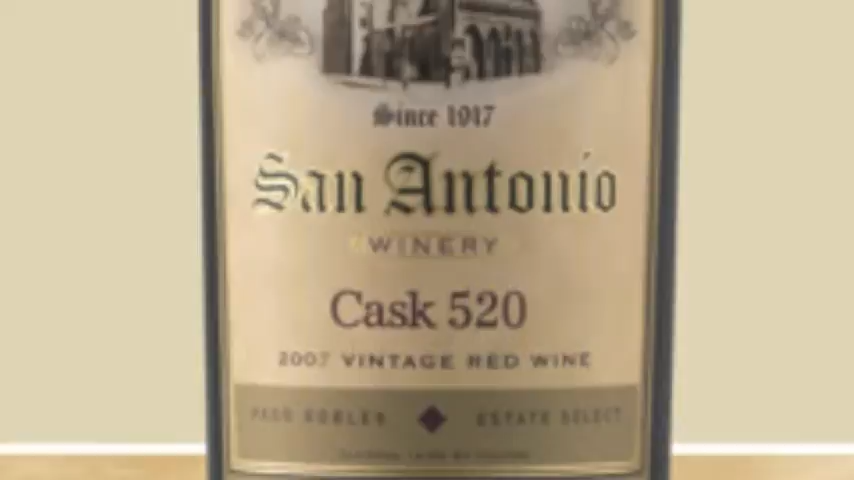 Since 1917
San Antonio
WINERY
Cask 520
2007 VINTAGE RED WINE
PASO ROBLES ESTATE SELECT